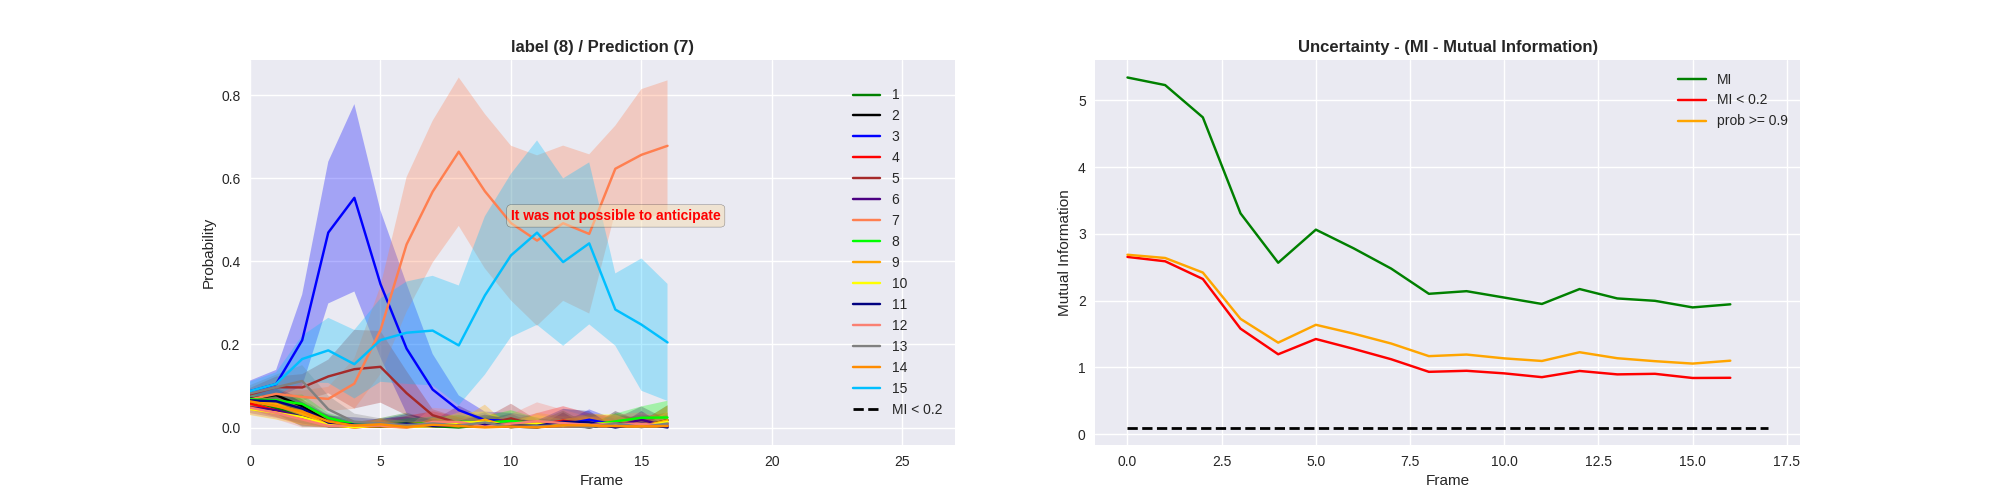 label (8) / Prediction (7)
Probability
0.8
0.6
0.4
0.2
0.0
0 5 10 15 20 25
Frame
It was not possible to anticipate
1
2
3
4
5
6
7
8
9
10
11
12
13
14
15
MI < 0.2
Uncertainty - (MI - Mutual Information)
Mutual Information
5
4
3
2
1
0
0.0 2.5 5.0 7.5 10.0 12.5 15.0 17.5
Frame
MI
MI < 0.2
prob >= 0.9